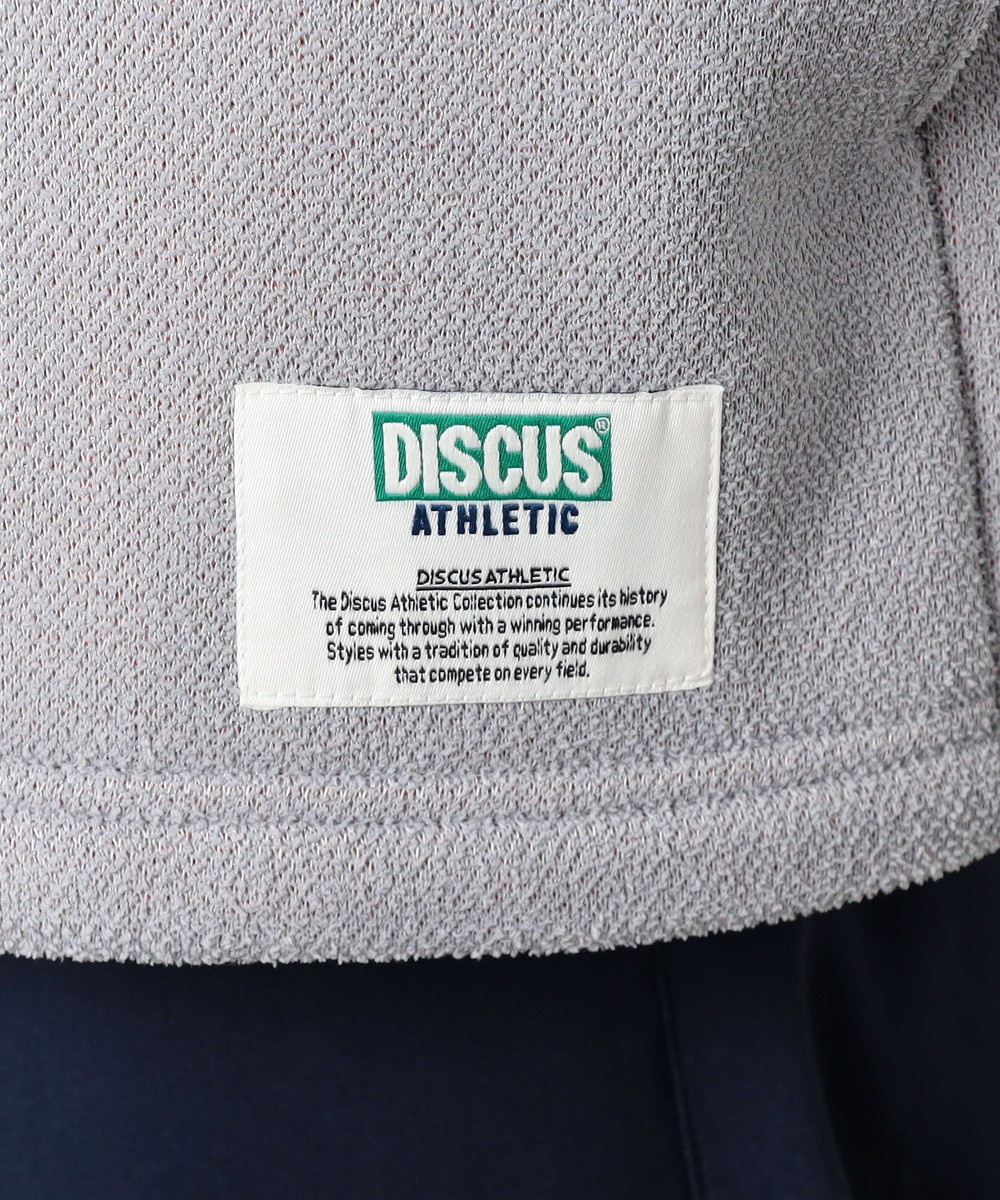 DISCUS®
ATHLETIC
DISCUS ATHLETIC
The Discus Athletic Collection continues its history
of coming through with a winning performance.
Styles with a tradition of quality and durability
that compete on every field.